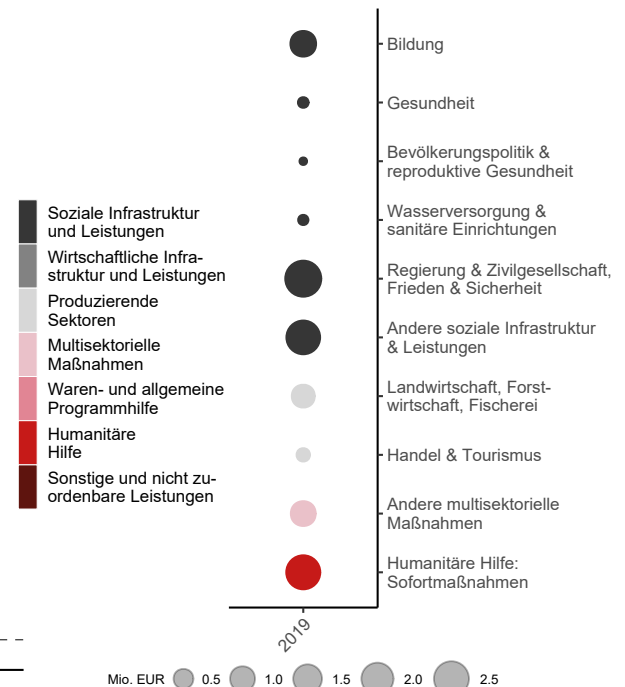 Bildung
Gesundheit
Bevölkerungspolitik &
reproduktive Gesundheit
Wasserversorgung &
sanitäre Einrichtungen
Regierung & Zivilgesellschaft,
Frieden & Sicherheit
Andere soziale Infrastruktur
& Leistungen
Landwirtschaft, Forst-
wirtschaft, Fischerei
Handel & Tourismus
Andere multisektorielle
Maßnahmen
Humanitäre Hilfe:
Sofortmaßnahmen
Soziale Infrastruktur
und Leistungen
Wirtschaftliche Infra-
struktur und Leistungen
Produzierende
Sektoren
Multisektorielle
Maßnahmen
Waren- und allgemeine
Programmhilfe
Humanitäre
Hilfe
Sonstige und nicht zu-
ordenbare Leistungen
2019
Mio. EUR 0.5 1.0 1.5 2.0 2.5